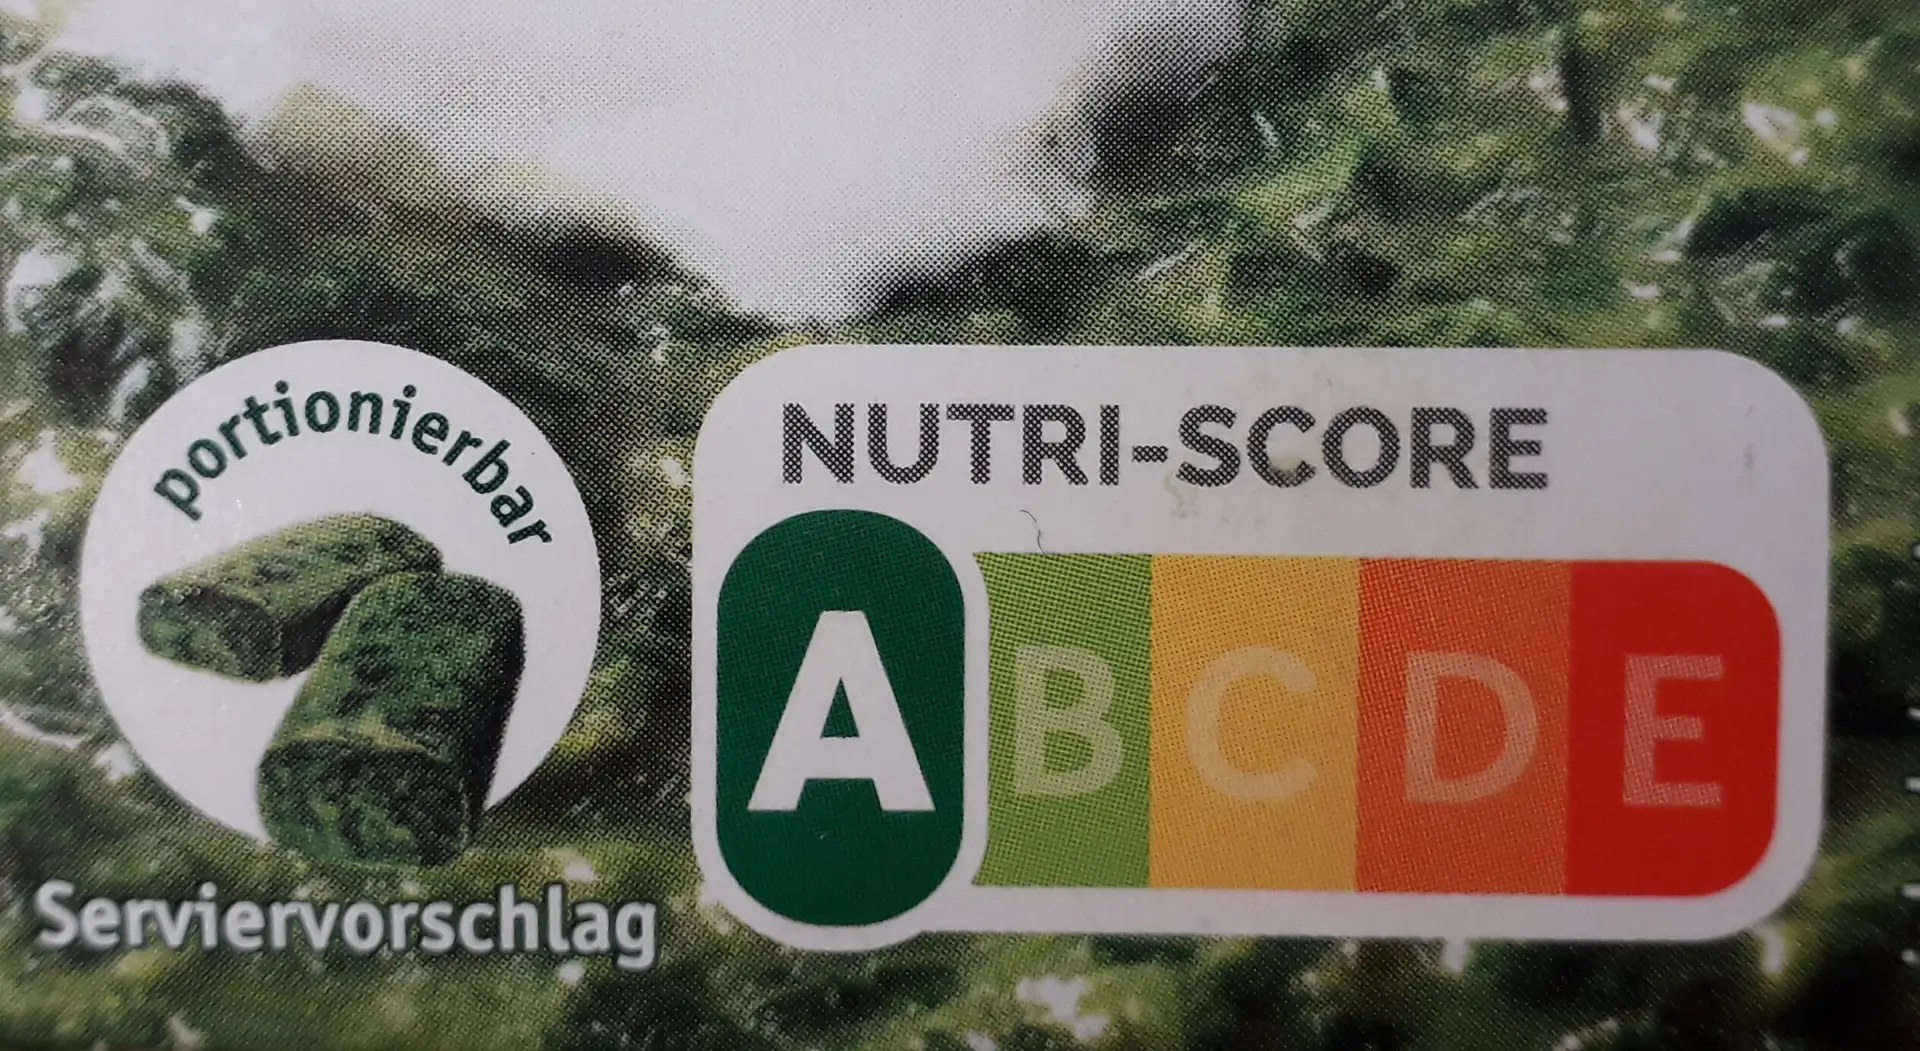 portionierbar
Serviervorschlag
NUTRI-SCORE
A B C D E